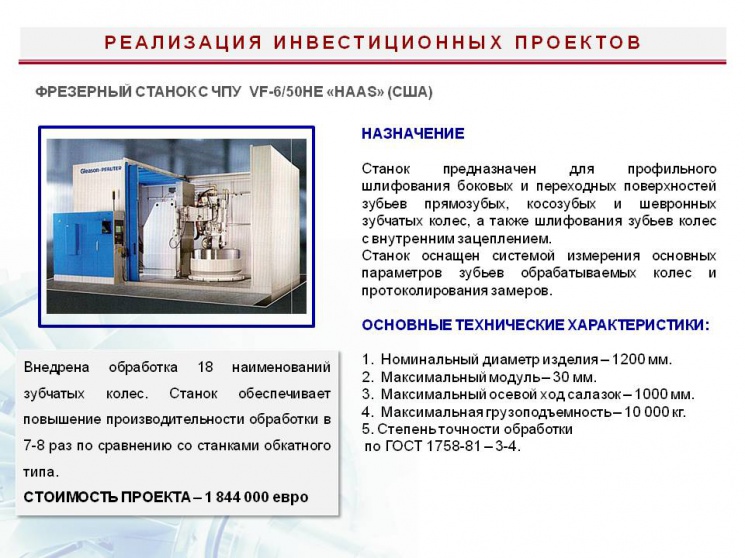 РЕАЛИЗАЦИЯ ИНВЕСТИЦИОННЫХ ПРОЕКТОВ
ФРЕЗЕРНЫЙ СТАНОК С ЧПУ VF-6/50HE «HAAS» (США)
Gleason-PFAUTER
НАЗНАЧЕНИЕ
Станок предназначен для профильного
шлифования боковых и переходных поверхностей
зубьев прямозубых, косозубых и шевронных
зубчатых колес, а также шлифования зубьев колес
с внутренним зацеплением.
Станок оснащен системой измерения основных
параметров зубьев обрабатываемых колес и
протоколирования замеров.
ОСНОВНЫЕ ТЕХНИЧЕСКИЕ ХАРАКТЕРИСТИКИ:
1. Номинальный диаметр изделия – 1200 мм.
2. Максимальный модуль – 30 мм.
3. Максимальный осевой ход салазок – 1000 мм.
4. Максимальная грузоподъемность – 10 000 кг.
5. Степень точности обработки
по ГОСТ 1758-81 – 3-4.
Внедрена обработка 18 наименований
зубчатых колес. Станок обеспечивает
повышение производительности обработки в
7-8 раз по сравнению со станками обкатного
типа.
СТОИМОСТЬ ПРОЕКТА – 1 844 000 евро